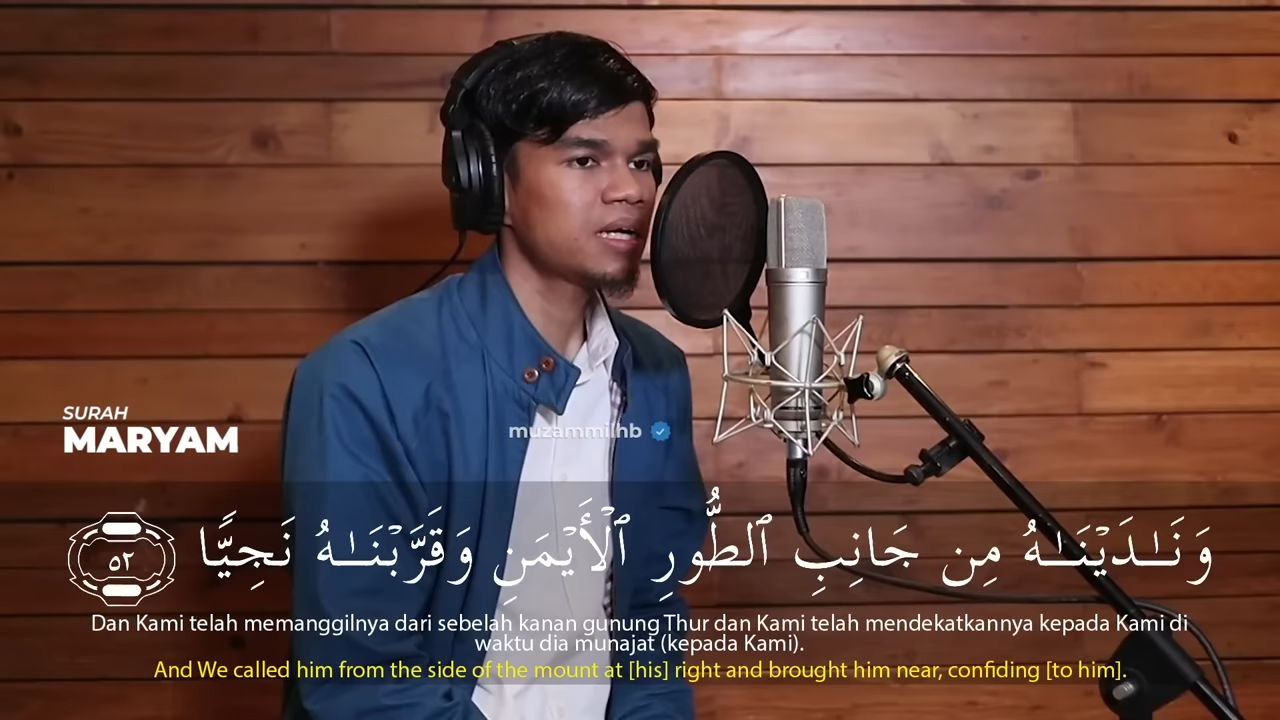 SURAH
MARYAM
muzammilhb
وَنَـٰدَيْنَـٰهُ مِن جَانِبِ ٱلطُّورِ ٱلْأَيْمَنِ وَقَرَّبْنَـٰهُ نَجِيًّا ٥٢
Dan Kami telah memanggilnya dari sebelah kanan gunung Thur dan Kami telah mendekatkannya kepada Kami di
waktu dia munajat (kepada Kami).
And We called him from the side of the mount at [his] right and brought him near, confiding [to him].